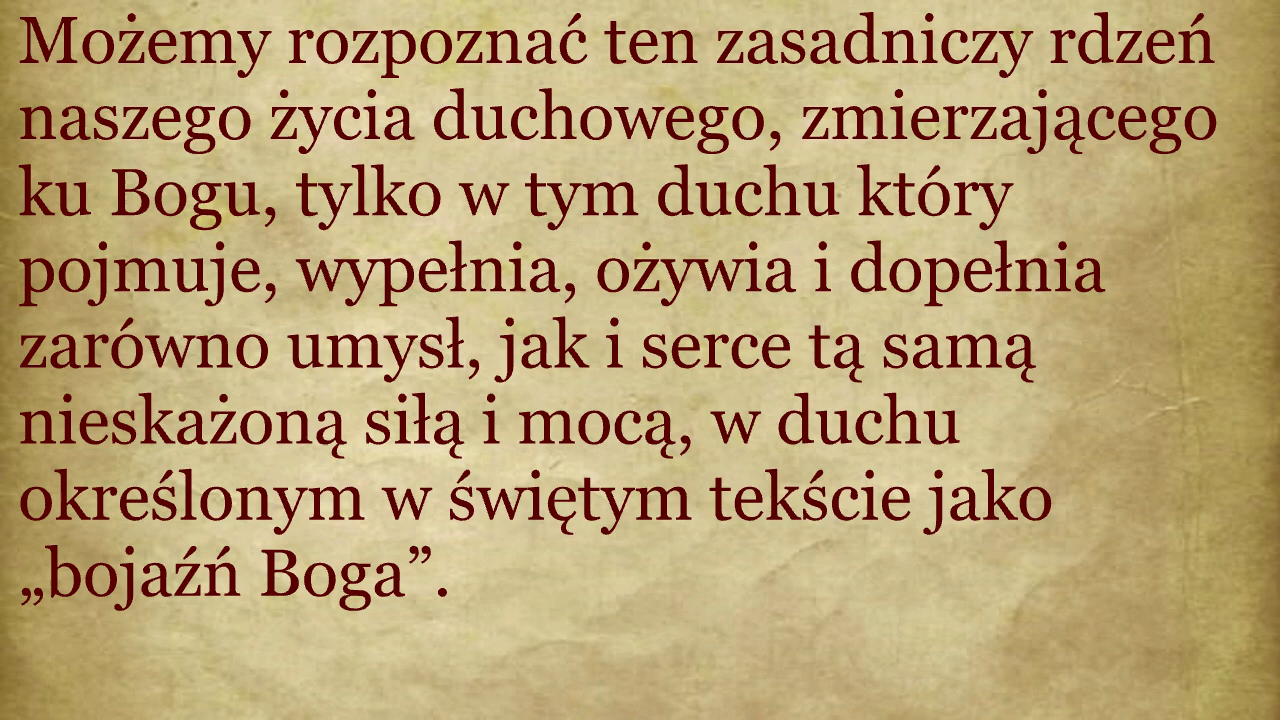 Możemy rozpoznać ten zasadniczy rdzeń
naszego życia duchowego, zmierzającego
ku Bogu, tylko w tym duchu który
pojmuje, wypełnia, ożywia i dopełnia
zarówno umysł, jak i serce tą samą
nieskażoną siłą i mocą, w duchu
określonym w świętym tekście jako
„bojaźń Boga”.